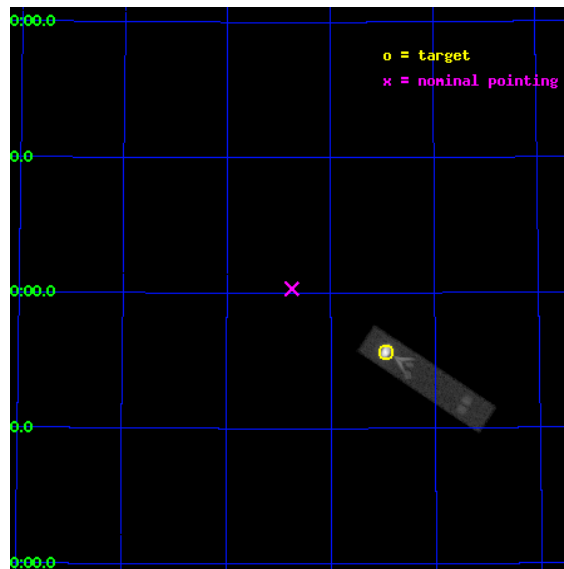 0:00.0
o = target
x = nominal pointing
0.0
0:00.0
0.0
0:00.0